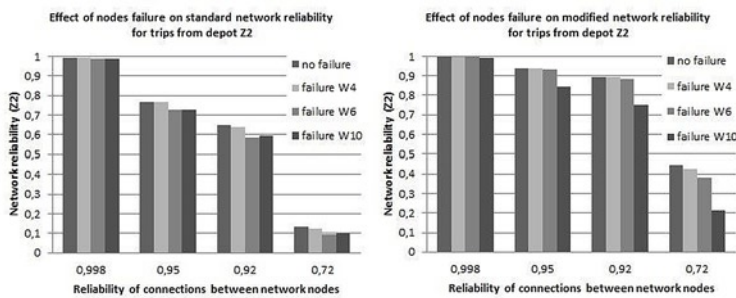 Effect of nodes failure on standard network reliability
for trips from depot Z2
Network reliability (Z2)
1
0,9
0,8
0,7
0,6
0,5
0,4
0,3
0,2
0,1
0
no failure
failure W4
failure W6
failure W10
0,998 0,95 0,92 0,72
Reliability of connections between network nodes
Effect of nodes failure on modified network reliability
for trips from depot Z2
Network reliability (Z2)
1
0,9
0,8
0,7
0,6
0,5
0,4
0,3
0,2
0,1
0
no failure
failure W4
failure W6
failure W10
0,998 0,95 0,92 0,72
Reliability of connections between network nodes